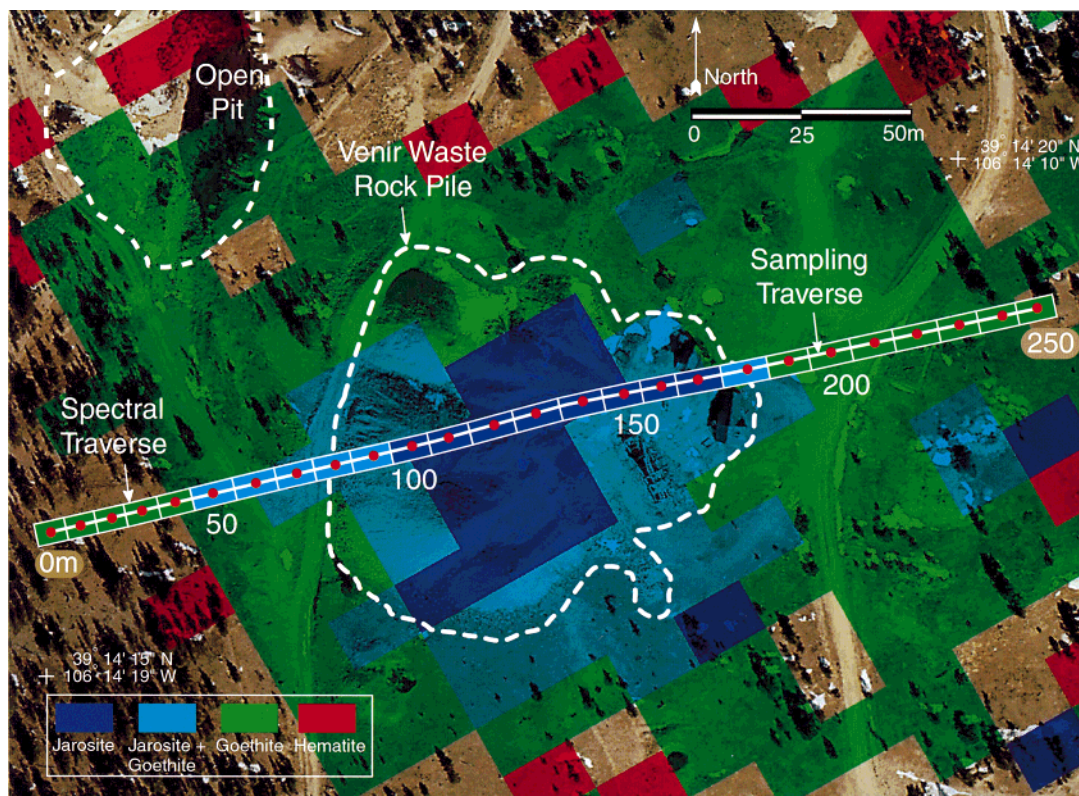 Open
Pit
North
0 25 50m
39° 14' 20" N
106° 14' 10" W
Venir Waste
Rock Pile
Sampling
Traverse
250
200
150
Spectral
Traverse
100
50
0m
39° 14' 15" N
106° 14' 19" W
Jarosite
Jarosite +
Goethite
Goethite
Hematite